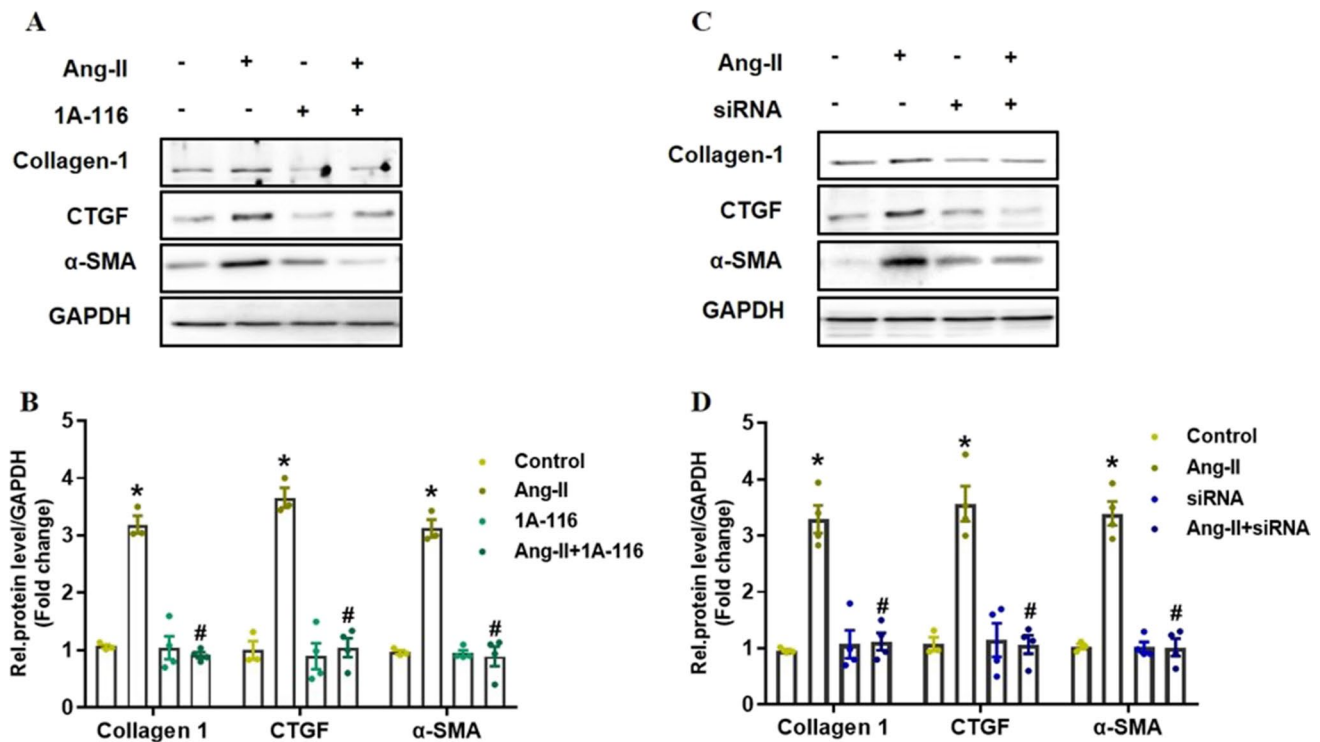 A
Ang-II - + - +
1A-116 - - + +
Collagen-1
CTGF
α-SMA
GAPDH
B
Rel.protein level/GAPDH
(Fold change)
5
4
3
2
1
0
* * *
# # #
Collagen 1 CTGF α-SMA
Control
Ang-II
1A-116
Ang-II+1A-116
C
Ang-II - + - +
siRNA - - + +
Collagen-1
CTGF
α-SMA
GAPDH
D
Rel.protein level/GAPDH
(Fold change)
5
4
3
2
1
0
* * *
# # #
Collagen 1 CTGF α-SMA
Control
Ang-II
siRNA
Ang-II+siRNA